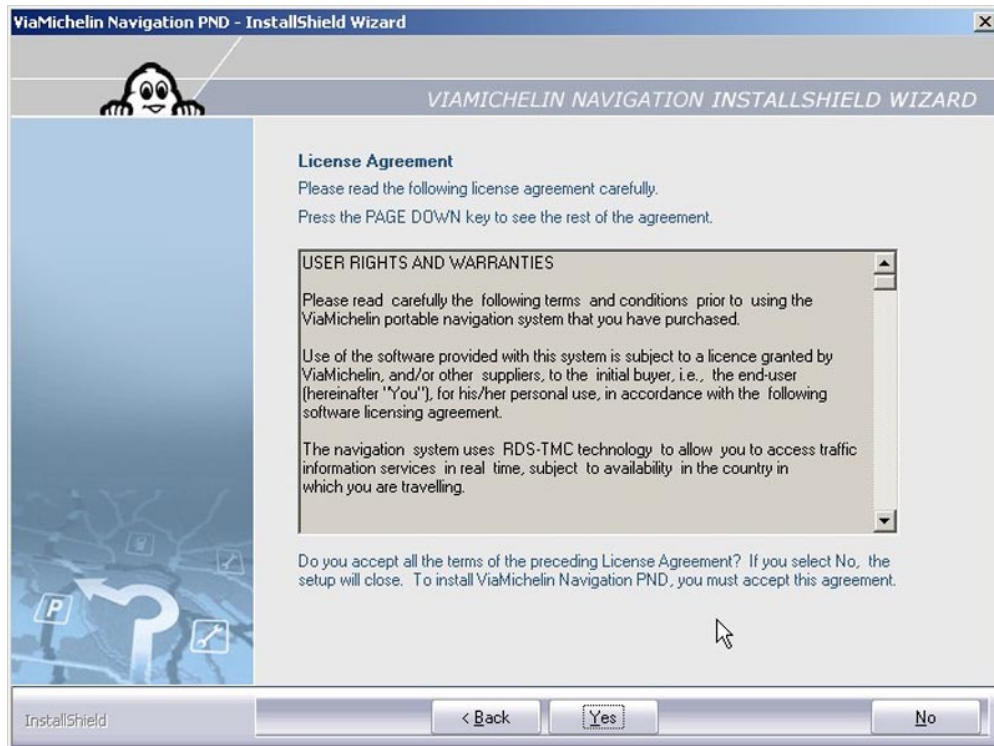 ViaMichelin Navigation PND - InstallShield Wizard
VIAMICHELIN NAVIGATION INSTALLSHIELD WIZARD
License Agreement
Please read the following license agreement carefully.
Press the PAGE DOWN key to see the rest of the agreement.
USER RIGHTS AND WARRANTIES
Please read carefully the following terms and conditions prior to using the
ViaMichelin portable navigation system that you have purchased.
Use of the software provided with this system is subject to a licence granted by
ViaMichelin, and/or other suppliers, to the initial buyer, i.e., the end-user
(hereinafter "You"), for his/her personal use, in accordance with the following
software licensing agreement.
The navigation system uses RDS-TMC technology to allow you to access traffic
information services in real time, subject to availability in the country in
which you are travelling.
Do you accept all the terms of the preceding License Agreement? If you select No, the
setup will close. To install ViaMichelin Navigation PND, you must accept this agreement.
P
InstallShield
< Back
Yes
No